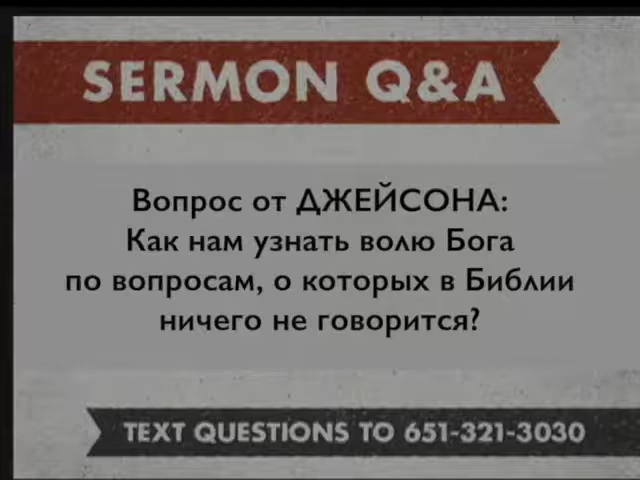 SERMON Q&A
Вопрос от ДЖЕЙСОНА:
Как нам узнать волю Бога
по вопросам, о которых в Библии
ничего не говорится?
TEXT QUESTIONS TO 651-321-3030